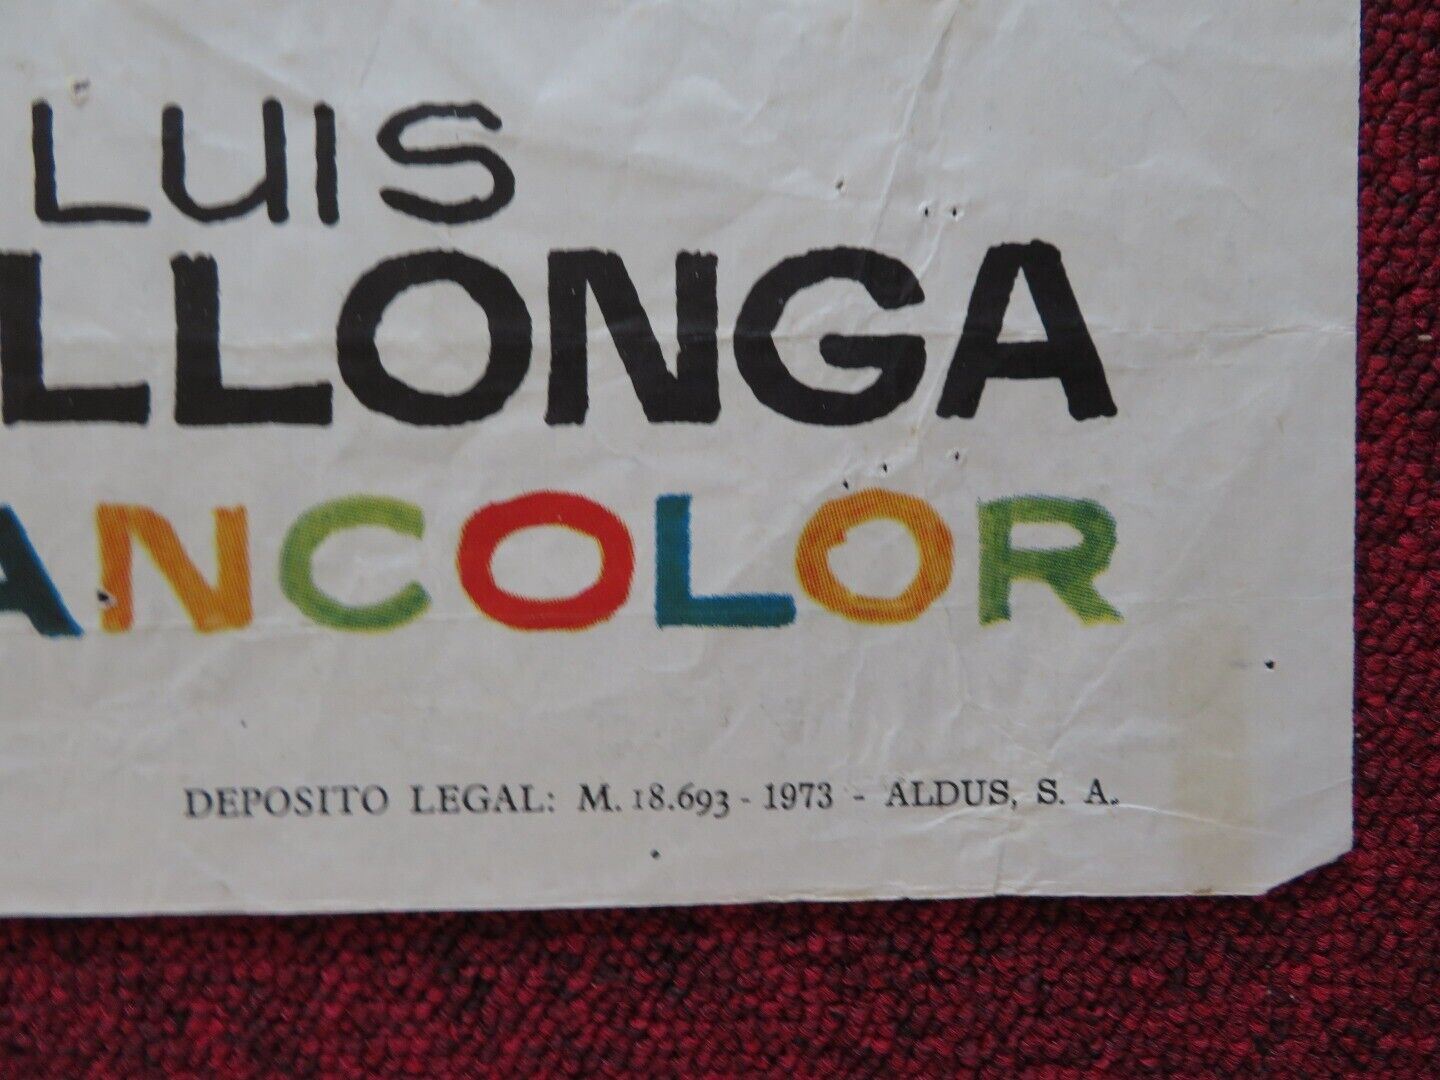 LUIS
LLONGA
ANCOLOR
DEPOSITO LEGAL: M. 18.693 - 1973 - ALDUS, S. A.